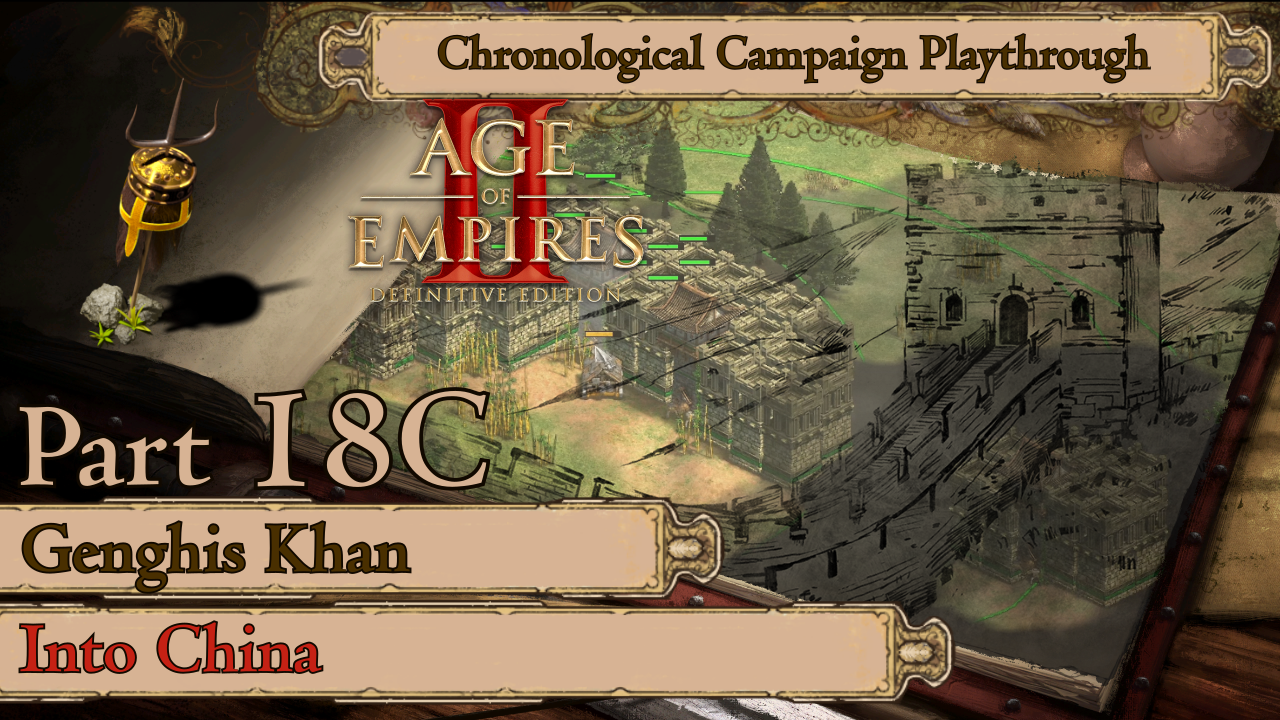 Chronological Campaign Playthrough
II
AGE
OF
EMPIRES
DEFINITIVE EDITION
Part 18C
Genghis Khan
Into China